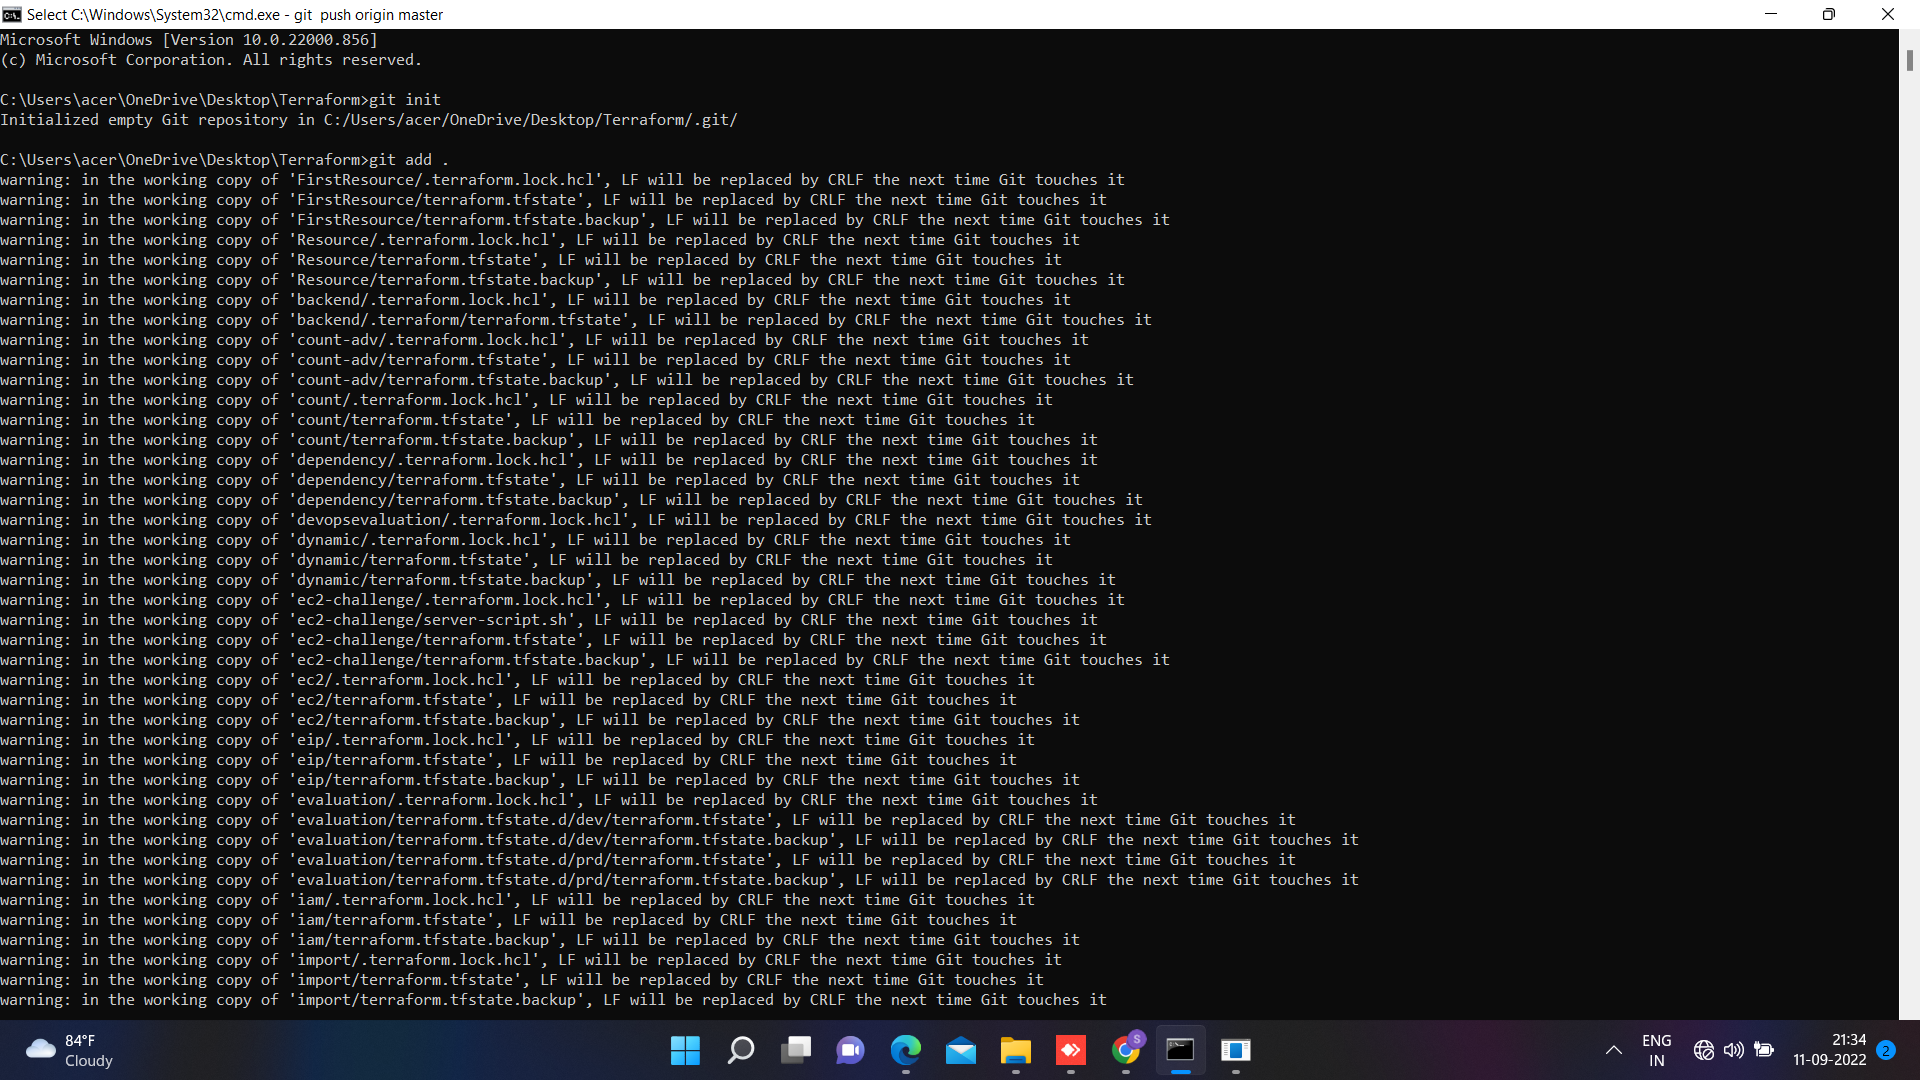 Select C:\Windows\System32\cmd.exe - git  push origin master
Microsoft Windows [Version 10.0.22000.856]
(c) Microsoft Corporation. All rights reserved.
C:\Users\acer\OneDrive\Desktop\Terraform>git init
Initialized empty Git repository in C:/Users/acer/OneDrive/Desktop/Terraform/.git/
C:\Users\acer\OneDrive\Desktop\Terraform>git add .
warning: in the working copy of 'FirstResource/.terraform.lock.hcl', LF will be replaced by CRLF the next time Git touches it
warning: in the working copy of 'FirstResource/terraform.tfstate', LF will be replaced by CRLF the next time Git touches it
warning: in the working copy of 'FirstResource/terraform.tfstate.backup', LF will be replaced by CRLF the next time Git touches it
warning: in the working copy of 'Resource/.terraform.lock.hcl', LF will be replaced by CRLF the next time Git touches it
warning: in the working copy of 'Resource/terraform.tfstate', LF will be replaced by CRLF the next time Git touches it
warning: in the working copy of 'Resource/terraform.tfstate.backup', LF will be replaced by CRLF the next time Git touches it
warning: in the working copy of 'backend/.terraform.lock.hcl', LF will be replaced by CRLF the next time Git touches it
warning: in the working copy of 'backend/.terraform/terraform.tfstate', LF will be replaced by CRLF the next time Git touches it
warning: in the working copy of 'count-adv/.terraform.lock.hcl', LF will be replaced by CRLF the next time Git touches it
warning: in the working copy of 'count-adv/terraform.tfstate', LF will be replaced by CRLF the next time Git touches it
warning: in the working copy of 'count-adv/terraform.tfstate.backup', LF will be replaced by CRLF the next time Git touches it
warning: in the working copy of 'count/.terraform.lock.hcl', LF will be replaced by CRLF the next time Git touches it
warning: in the working copy of 'count/terraform.tfstate', LF will be replaced by CRLF the next time Git touches it
warning: in the working copy of 'count/terraform.tfstate.backup', LF will be replaced by CRLF the next time Git touches it
warning: in the working copy of 'dependency/.terraform.lock.hcl', LF will be replaced by CRLF the next time Git touches it
warning: in the working copy of 'dependency/terraform.tfstate', LF will be replaced by CRLF the next time Git touches it
warning: in the working copy of 'dependency/terraform.tfstate.backup', LF will be replaced by CRLF the next time Git touches it
warning: in the working copy of 'devopsevaluation/.terraform.lock.hcl', LF will be replaced by CRLF the next time Git touches it
warning: in the working copy of 'dynamic/.terraform.lock.hcl', LF will be replaced by CRLF the next time Git touches it
warning: in the working copy of 'dynamic/terraform.tfstate', LF will be replaced by CRLF the next time Git touches it
warning: in the working copy of 'dynamic/terraform.tfstate.backup', LF will be replaced by CRLF the next time Git touches it
warning: in the working copy of 'ec2-challenge/.terraform.lock.hcl', LF will be replaced by CRLF the next time Git touches it
warning: in the working copy of 'ec2-challenge/server-script.sh', LF will be replaced by CRLF the next time Git touches it
warning: in the working copy of 'ec2-challenge/terraform.tfstate', LF will be replaced by CRLF the next time Git touches it
warning: in the working copy of 'ec2-challenge/terraform.tfstate.backup', LF will be replaced by CRLF the next time Git touches it
warning: in the working copy of 'ec2/.terraform.lock.hcl', LF will be replaced by CRLF the next time Git touches it
warning: in the working copy of 'ec2/terraform.tfstate', LF will be replaced by CRLF the next time Git touches it
warning: in the working copy of 'ec2/terraform.tfstate.backup', LF will be replaced by CRLF the next time Git touches it
warning: in the working copy of 'eip/.terraform.lock.hcl', LF will be replaced by CRLF the next time Git touches it
warning: in the working copy of 'eip/terraform.tfstate', LF will be replaced by CRLF the next time Git touches it
warning: in the working copy of 'eip/terraform.tfstate.backup', LF will be replaced by CRLF the next time Git touches it
warning: in the working copy of 'evaluation/.terraform.lock.hcl', LF will be replaced by CRLF the next time Git touches it
warning: in the working copy of 'evaluation/terraform.tfstate.d/dev/terraform.tfstate', LF will be replaced by CRLF the next time Git touches it
warning: in the working copy of 'evaluation/terraform.tfstate.d/dev/terraform.tfstate.backup', LF will be replaced by CRLF the next time Git touches it
warning: in the working copy of 'evaluation/terraform.tfstate.d/prd/terraform.tfstate', LF will be replaced by CRLF the next time Git touches it
warning: in the working copy of 'evaluation/terraform.tfstate.d/prd/terraform.tfstate.backup', LF will be replaced by CRLF the next time Git touches it
warning: in the working copy of 'iam/.terraform.lock.hcl', LF will be replaced by CRLF the next time Git touches it
warning: in the working copy of 'iam/terraform.tfstate', LF will be replaced by CRLF the next time Git touches it
warning: in the working copy of 'iam/terraform.tfstate.backup', LF will be replaced by CRLF the next time Git touches it
warning: in the working copy of 'import/.terraform.lock.hcl', LF will be replaced by CRLF the next time Git touches it
warning: in the working copy of 'import/terraform.tfstate', LF will be replaced by CRLF the next time Git touches it
warning: in the working copy of 'import/terraform.tfstate.backup', LF will be replaced by CRLF the next time Git touches it
84°F
Cloudy
S
ENG
IN
21:34
11-09-2022
2